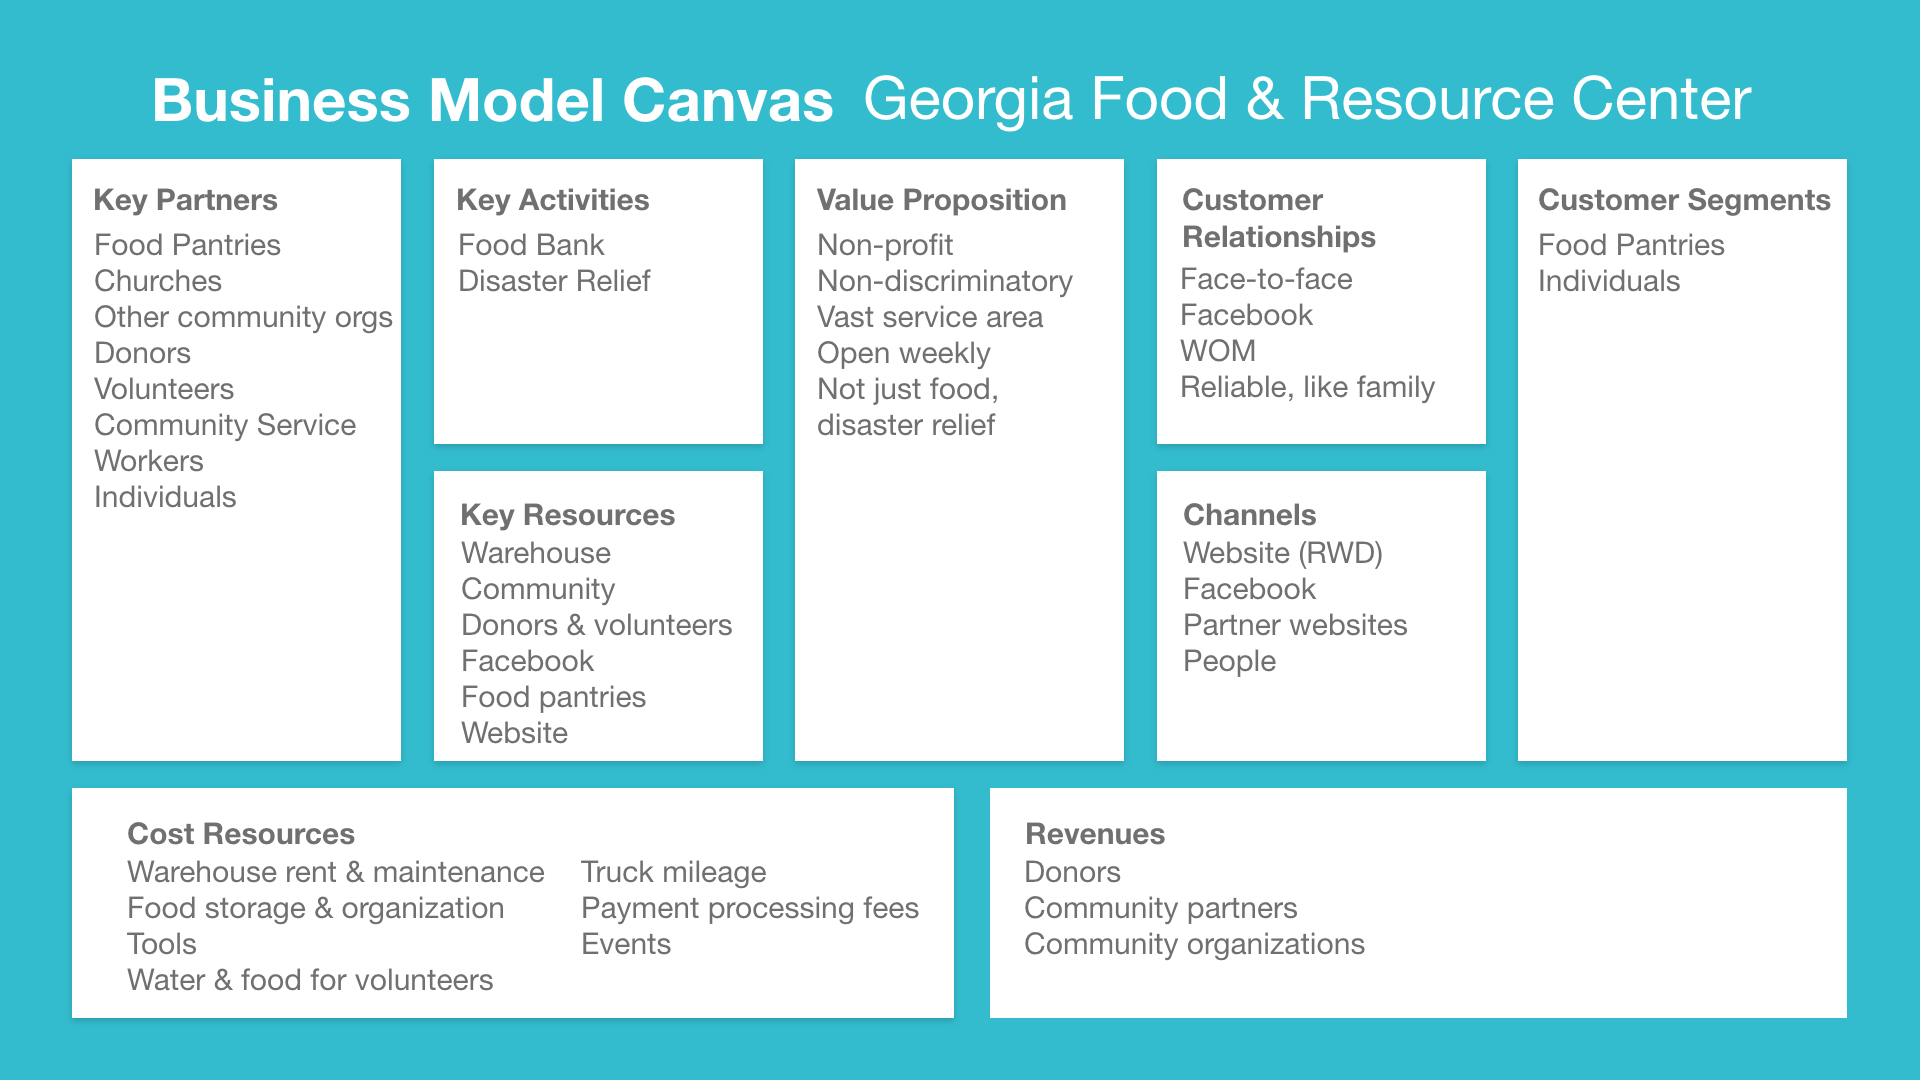 Business Model Canvas Georgia Food & Resource Center
Key Partners
Food Pantries
Churches
Other community orgs
Donors
Volunteers
Community Service
Workers
Individuals
Key Activities
Food Bank
Disaster Relief
Key Resources
Warehouse
Community
Donors & volunteers
Facebook
Food pantries
Website
Value Proposition
Non-profit
Non-discriminatory
Vast service area
Open weekly
Not just food,
disaster relief
Customer
Relationships
Face-to-face
Facebook
WOM
Reliable, like family
Channels
Website (RWD)
Facebook
Partner websites
People
Customer Segments
Food Pantries
Individuals
Cost Resources
Warehouse rent & maintenance
Food storage & organization
Tools
Water & food for volunteers
Truck mileage
Payment processing fees
Events
Revenues
Donors
Community partners
Community organizations